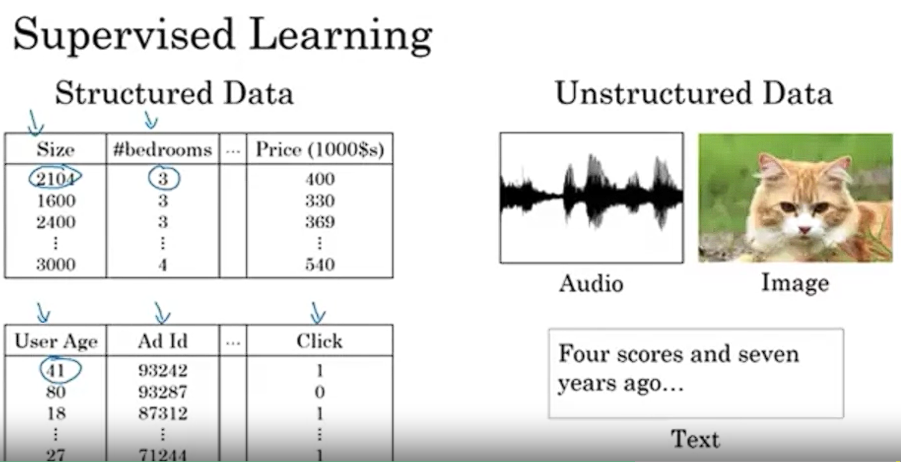 Supervised Learning
Structured Data
Size #bedrooms ... Price (1000$s)
2104 3 400
1600 3 330
2400 3 369
⋮ ⋮ ⋮
3000 4 540
User Age Ad Id ... Click
41 93242 1
80 93287 0
18 87312 1
⋮ ⋮ ⋮
27 71244 1
Unstructured Data
Audio
Image
Four scores and seven
years ago...
Text